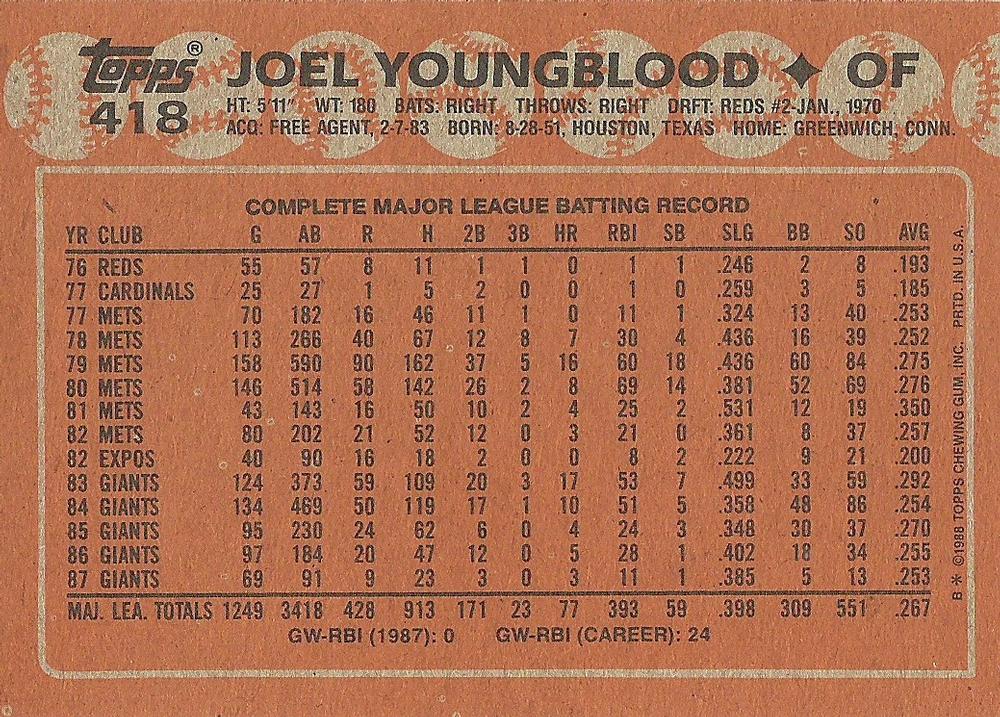 Topps® JOEL YOUNGBLOOD ✦ OF
418
HT: 5'11" WT: 180 BATS: RIGHT THROWS: RIGHT DRFT: REDS #2-JAN., 1970
ACQ: FREE AGENT, 2-7-83 BORN: 8-28-51, HOUSTON, TEXAS HOME: GREENWICH, CONN.
COMPLETE MAJOR LEAGUE BATTING RECORD
YR CLUB G AB R H 2B 3B HR RBI SB SLG BB SO AVG
76 REDS 55 57 8 11 1 1 0 1 1 .246 2 8 .193
77 CARDINALS 25 27 1 5 2 0 0 1 0 .259 3 5 .185
77 METS 70 182 16 46 11 1 0 11 1 .324 13 40 .253
78 METS 113 266 40 67 12 8 7 30 4 .436 16 39 .252
79 METS 158 590 90 162 37 5 16 60 18 .436 60 84 .275
80 METS 146 514 58 142 26 2 8 69 14 .381 52 69 .276
81 METS 43 143 16 50 10 2 4 25 2 .531 12 19 .350
82 METS 80 202 21 52 12 0 3 21 0 .361 8 37 .257
82 EXPOS 40 90 16 18 2 0 0 8 2 .222 9 21 .200
83 GIANTS 124 373 59 109 20 3 17 53 7 .499 33 59 .292
84 GIANTS 134 469 50 119 17 1 10 51 5 .358 48 86 .254
85 GIANTS 95 230 24 62 6 0 4 24 3 .348 30 37 .270
86 GIANTS 97 184 20 47 12 0 5 28 1 .402 18 34 .255
87 GIANTS 69 91 9 23 3 0 3 11 1 .385 5 13 .253
MAJ. LEA. TOTALS 1249 3418 428 913 171 23 77 393 59 .398 309 551 .267
GW-RBI (1987): 0 GW-RBI (CAREER): 24
B * ©1988 TOPPS CHEWING GUM, INC. PRTD. IN U.S.A.